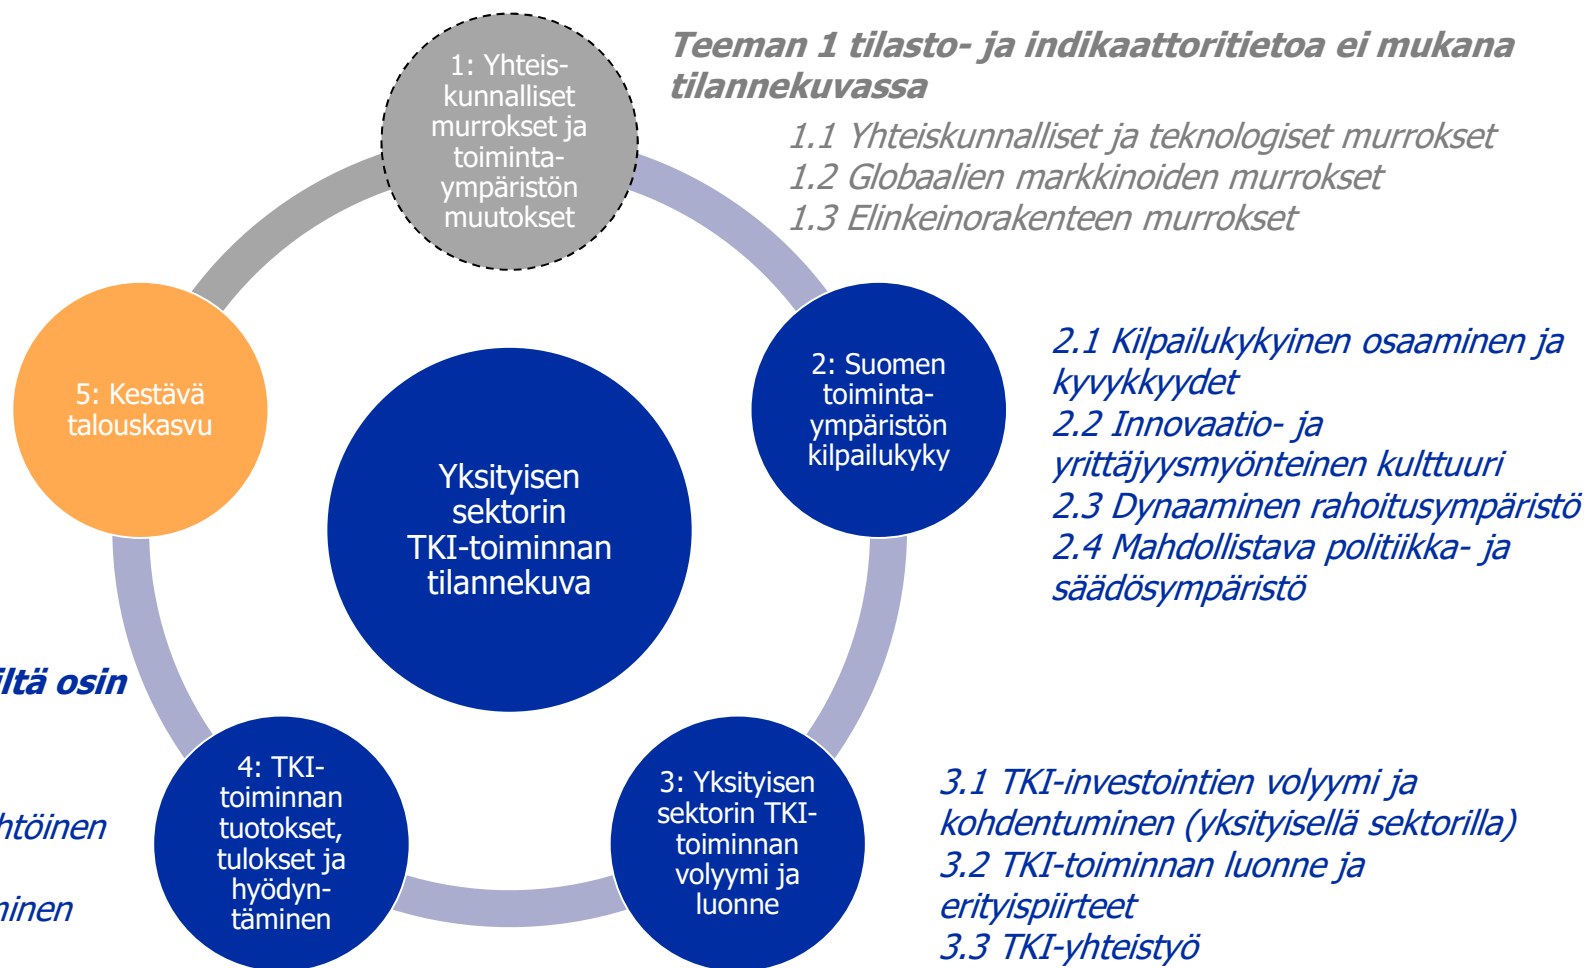 Teeman 1 tilasto- ja indikaattoritietoa ei mukana
tilannekuvassa
1.1 Yhteiskunnalliset ja teknologiset murrokset
1.2 Globaalien markkinoiden murrokset
1.3 Elinkeinorakenteen murrokset
1: Yhteis-
kunnalliset
murrokset ja
toiminta-
ympäristön
muutokset
2: Suomen
toiminta-
ympäristön
kilpailukyky
2.1 Kilpailukykyinen osaaminen ja
kyvykkyydet
2.2 Innovaatio- ja
yrittäjyysmyönteinen kulttuuri
2.3 Dynaaminen rahoitusympäristö
2.4 Mahdollistava politiikka- ja
säädösympäristö
5: Kestävä
talouskasvu
Yksityisen
sektorin
TKI-toiminnan
tilannekuva
osin
4: TKI-
toiminnan
tuotokset,
tulokset ja
hyödyn-
täminen
3: Yksityisen
sektorin TKI-
toiminnan
volyymi ja
luonne
3.1 TKI-investointien volyymi ja
kohdentuminen (yksityisellä sektorilla)
3.2 TKI-toiminnan luonne ja
erityispiirteet
3.3 TKI-yhteistyö